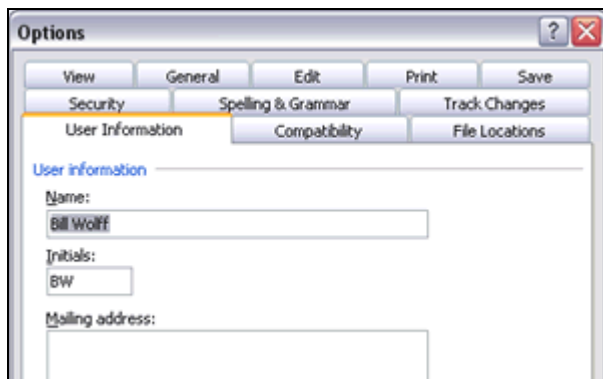 Options ?
View General Edit Print Save
Security Spelling & Grammar Track Changes
User Information Compatibility File Locations
User information
Name:
Bill Wolff
Initials:
BW
Mailing address: